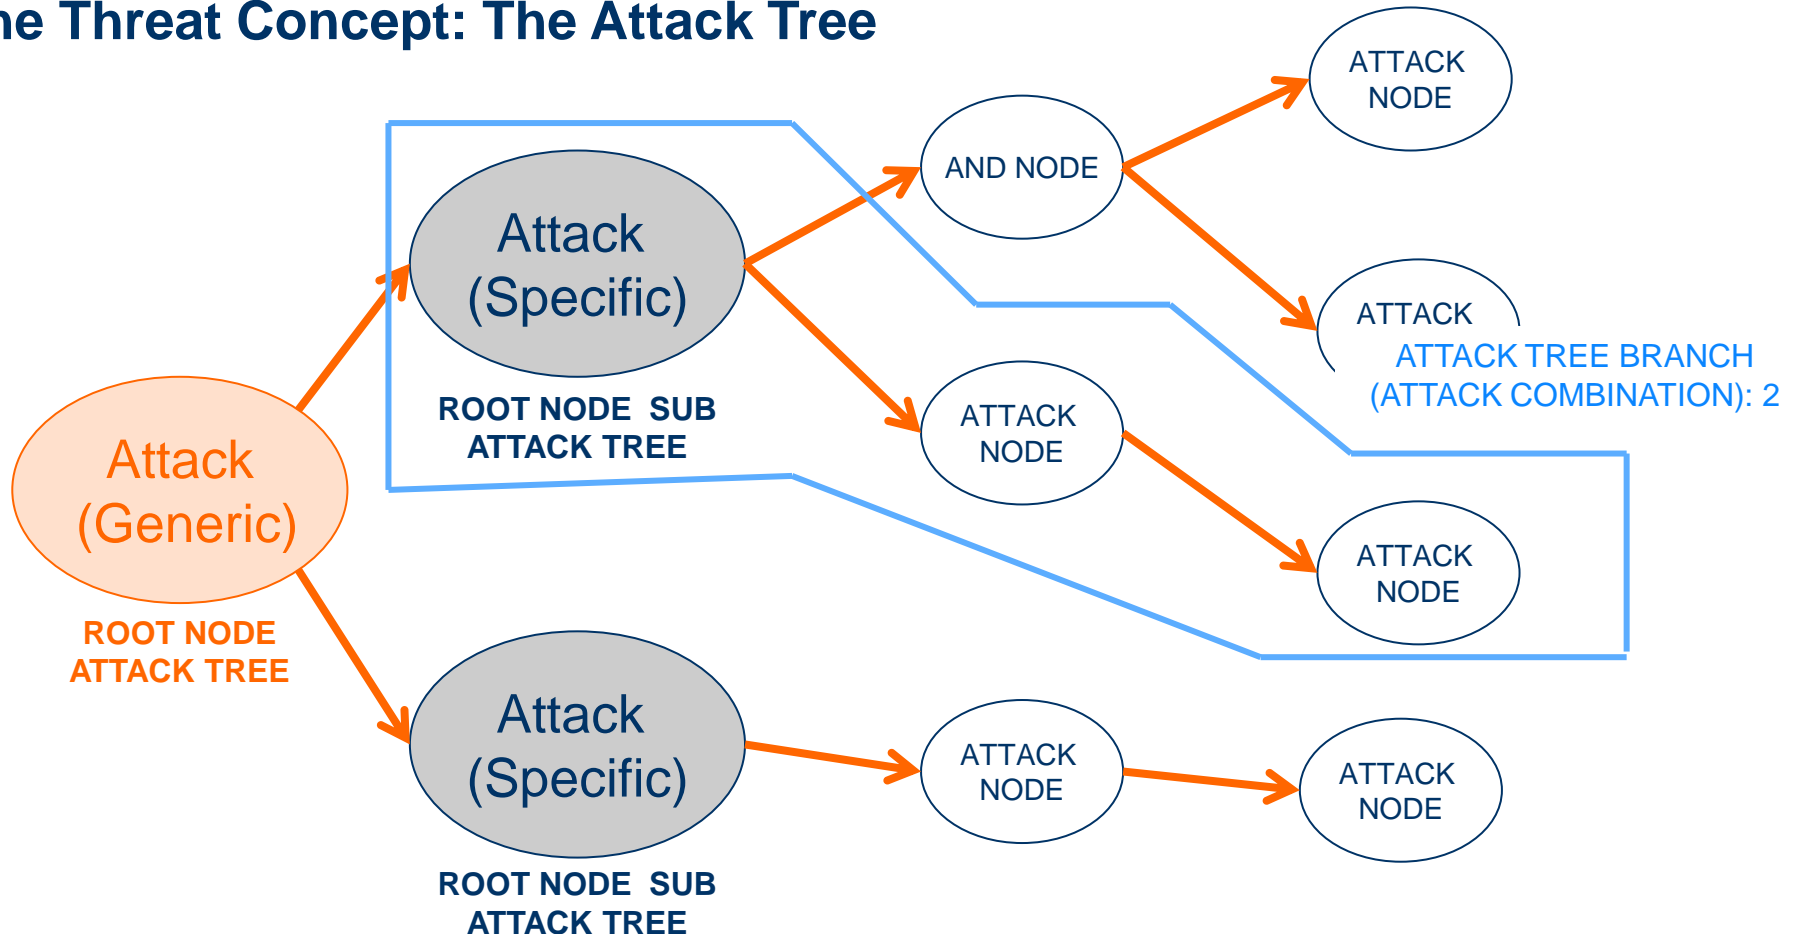 ne Threat Concept: The Attack Tree
ATTACK
NODE
AND NODE
Attack
(Specific)
ATTACK
ATTACK TREE BRANCH
(ATTACK COMBINATION): 2
ROOT NODE SUB
ATTACK TREE
ATTACK
NODE
Attack
(Generic)
ATTACK
NODE
ROOT NODE
ATTACK TREE
Attack
(Specific)
ATTACK
NODE
ATTACK
NODE
ROOT NODE SUB
ATTACK TREE